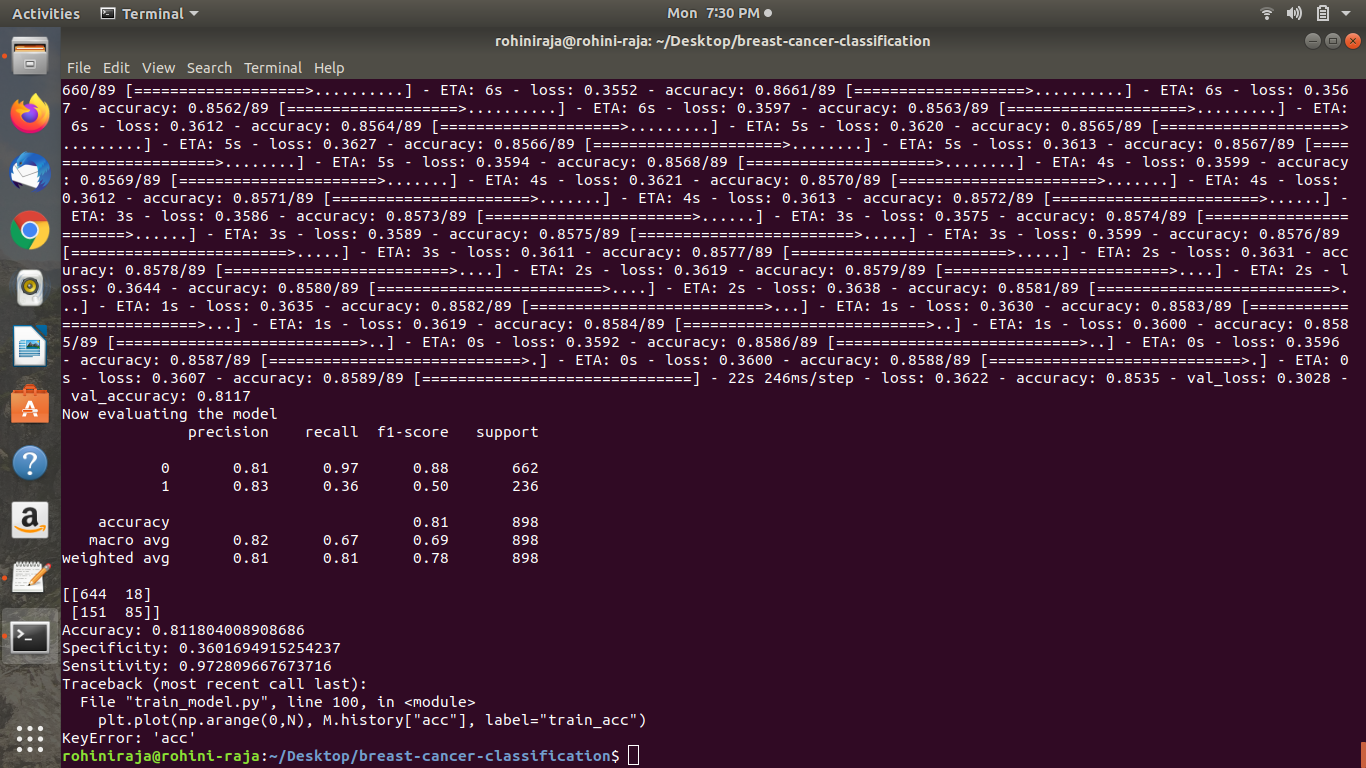 Activities Terminal Mon 7:30 PM
rohiniraja@rohini-raja: ~/Desktop/breast-cancer-classification
File Edit View Search Terminal Help
660/89 [===================>..........] - ETA: 6s - loss: 0.3552 - accuracy: 0.8661/89 [===================>..........] - ETA: 6s - loss: 0.356
7 - accuracy: 0.8562/89 [===================>..........] - ETA: 6s - loss: 0.3597 - accuracy: 0.8563/89 [====================>.........] - ETA:
6s - loss: 0.3612 - accuracy: 0.8564/89 [====================>.........] - ETA: 5s - loss: 0.3620 - accuracy: 0.8565/89 [====================>
.........] - ETA: 5s - loss: 0.3627 - accuracy: 0.8566/89 [=====================>........] - ETA: 5s - loss: 0.3613 - accuracy: 0.8567/89 [====
=================>........] - ETA: 5s - loss: 0.3594 - accuracy: 0.8568/89 [=====================>........] - ETA: 4s - loss: 0.3599 - accuracy
: 0.8569/89 [======================>.......] - ETA: 4s - loss: 0.3621 - accuracy: 0.8570/89 [======================>.......] - ETA: 4s - loss:
0.3612 - accuracy: 0.8571/89 [======================>.......] - ETA: 4s - loss: 0.3613 - accuracy: 0.8572/89 [=======================>......] -
ETA: 3s - loss: 0.3586 - accuracy: 0.8573/89 [=======================>......] - ETA: 3s - loss: 0.3575 - accuracy: 0.8574/89 [================
=======>......] - ETA: 3s - loss: 0.3589 - accuracy: 0.8575/89 [========================>.....] - ETA: 3s - loss: 0.3599 - accuracy: 0.8576/89
[========================>.....] - ETA: 3s - loss: 0.3611 - accuracy: 0.8577/89 [========================>.....] - ETA: 2s - loss: 0.3631 - acc
uracy: 0.8578/89 [=========================>....] - ETA: 2s - loss: 0.3619 - accuracy: 0.8579/89 [=========================>....] - ETA: 2s - l
oss: 0.3644 - accuracy: 0.8580/89 [=========================>....] - ETA: 2s - loss: 0.3638 - accuracy: 0.8581/89 [==========================>.
..] - ETA: 1s - loss: 0.3635 - accuracy: 0.8582/89 [==========================>...] - ETA: 1s - loss: 0.3630 - accuracy: 0.8583/89 [===========
===============>...] - ETA: 1s - loss: 0.3619 - accuracy: 0.8584/89 [===========================>..] - ETA: 1s - loss: 0.3600 - accuracy: 0.858
5/89 [===========================>..] - ETA: 0s - loss: 0.3592 - accuracy: 0.8586/89 [===========================>..] - ETA: 0s - loss: 0.3596
- accuracy: 0.8587/89 [============================>.] - ETA: 0s - loss: 0.3600 - accuracy: 0.8588/89 [============================>.] - ETA: 0
s - loss: 0.3607 - accuracy: 0.8589/89 [==============================] - 22s 246ms/step - loss: 0.3622 - accuracy: 0.8535 - val_loss: 0.3028 -
val_accuracy: 0.8117
Now evaluating the model
precision recall f1-score support
0 0.81 0.97 0.88 662
1 0.83 0.36 0.50 236
accuracy 0.81 898
macro avg 0.82 0.67 0.69 898
weighted avg 0.81 0.81 0.78 898
[[644 18]
[151 85]]
Accuracy: 0.811804008908686
Specificity: 0.3601694915254237
Sensitivity: 0.972809667673716
Traceback (most recent call last):
File "train_model.py", line 100, in <module>
plt.plot(np.arange(0,N), M.history["acc"], label="train_acc")
KeyError: 'acc'
rohiniraja@rohini-raja:~/Desktop/breast-cancer-classification$